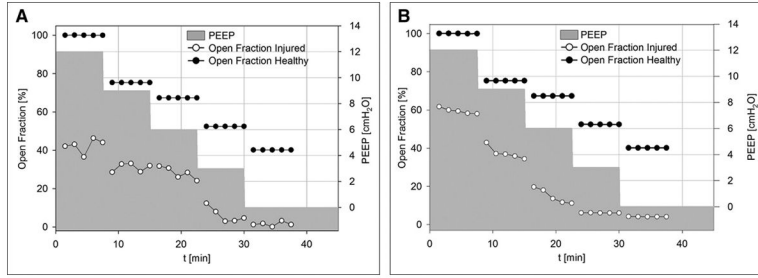 A
PEEP
Open Fraction Injured
Open Fraction Healthy
Open Fraction [%]
100
80
60
40
20
0
14
12
10
8
6
4
2
0
PEEP [cmH₂O]
0
10
20
30
40
t [min]
B
PEEP
Open Fraction Injured
Open Fraction Healthy
Open Fraction [%]
100
80
60
40
20
0
14
12
10
8
6
4
2
0
PEEP [cmH₂O]
0
10
20
30
40
t [min]